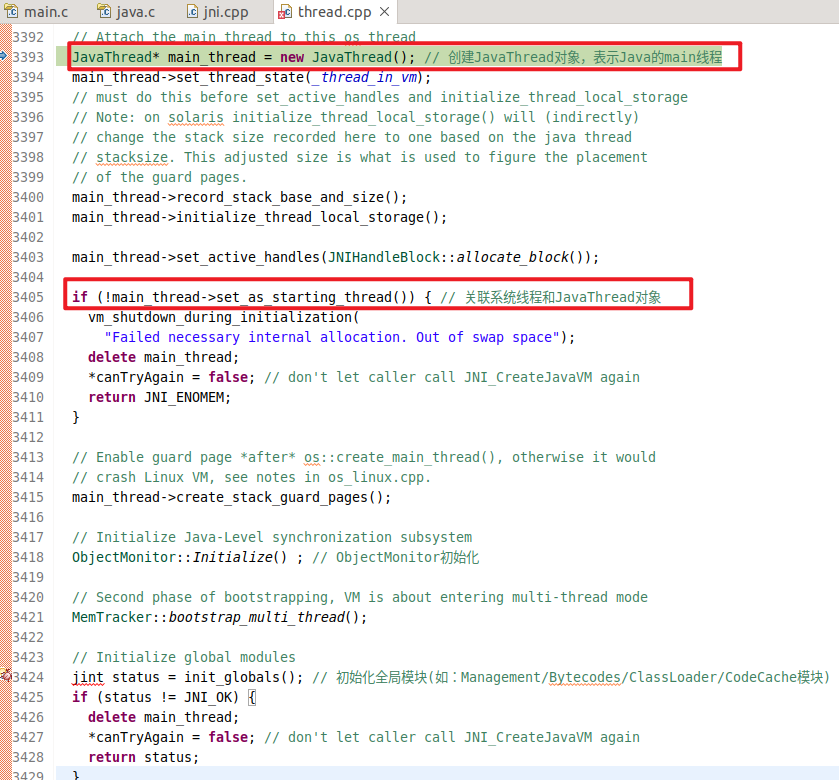 main.c java.c jni.cpp thread.cpp
3392 // Attach the main thread to this os thread
3393 JavaThread* main_thread = new JavaThread(); // 创建JavaThread对象，表示Java的main线程
3394 main_thread->set_thread_state(_thread_in_vm);
3395 // must do this before set_active_handles and initialize_thread_local_storage
3396 // Note: on solaris initialize_thread_local_storage() will (indirectly)
3397 // change the stack size recorded here to one based on the java thread
3398 // stacksize. This adjusted size is what is used to figure the placement
3399 // of the guard pages.
3400 main_thread->record_stack_base_and_size();
3401 main_thread->initialize_thread_local_storage();
3402
3403 main_thread->set_active_handles(JNIHandleBlock::allocate_block());
3404
3405 if (!main_thread->set_as_starting_thread()) { // 关联系统线程和JavaThread对象
3406 vm_shutdown_during_initialization(
3407 "Failed necessary internal allocation. Out of swap space");
3408 delete main_thread;
3409 *canTryAgain = false; // don't let caller call JNI_CreateJavaVM again
3410 return JNI_ENOMEM;
3411 }
3412
3413 // Enable guard page *after* os::create_main_thread(), otherwise it would
3414 // crash Linux VM, see notes in os_linux.cpp.
3415 main_thread->create_stack_guard_pages();
3416
3417 // Initialize Java-Level synchronization subsystem
3418 ObjectMonitor::Initialize() ; // ObjectMonitor初始化
3419
3420 // Second phase of bootstrapping, VM is about entering multi-thread mode
3421 MemTracker::bootstrap_multi_thread();
3422
3423 // Initialize global modules
3424 jint status = init_globals(); // 初始化全局模块(如：Management/Bytecodes/ClassLoader/CodeCache模块)
3425 if (status != JNI_OK) {
3426 delete main_thread;
3427 *canTryAgain = false; // don't let caller call JNI_CreateJavaVM again
3428 return status;
3429 }